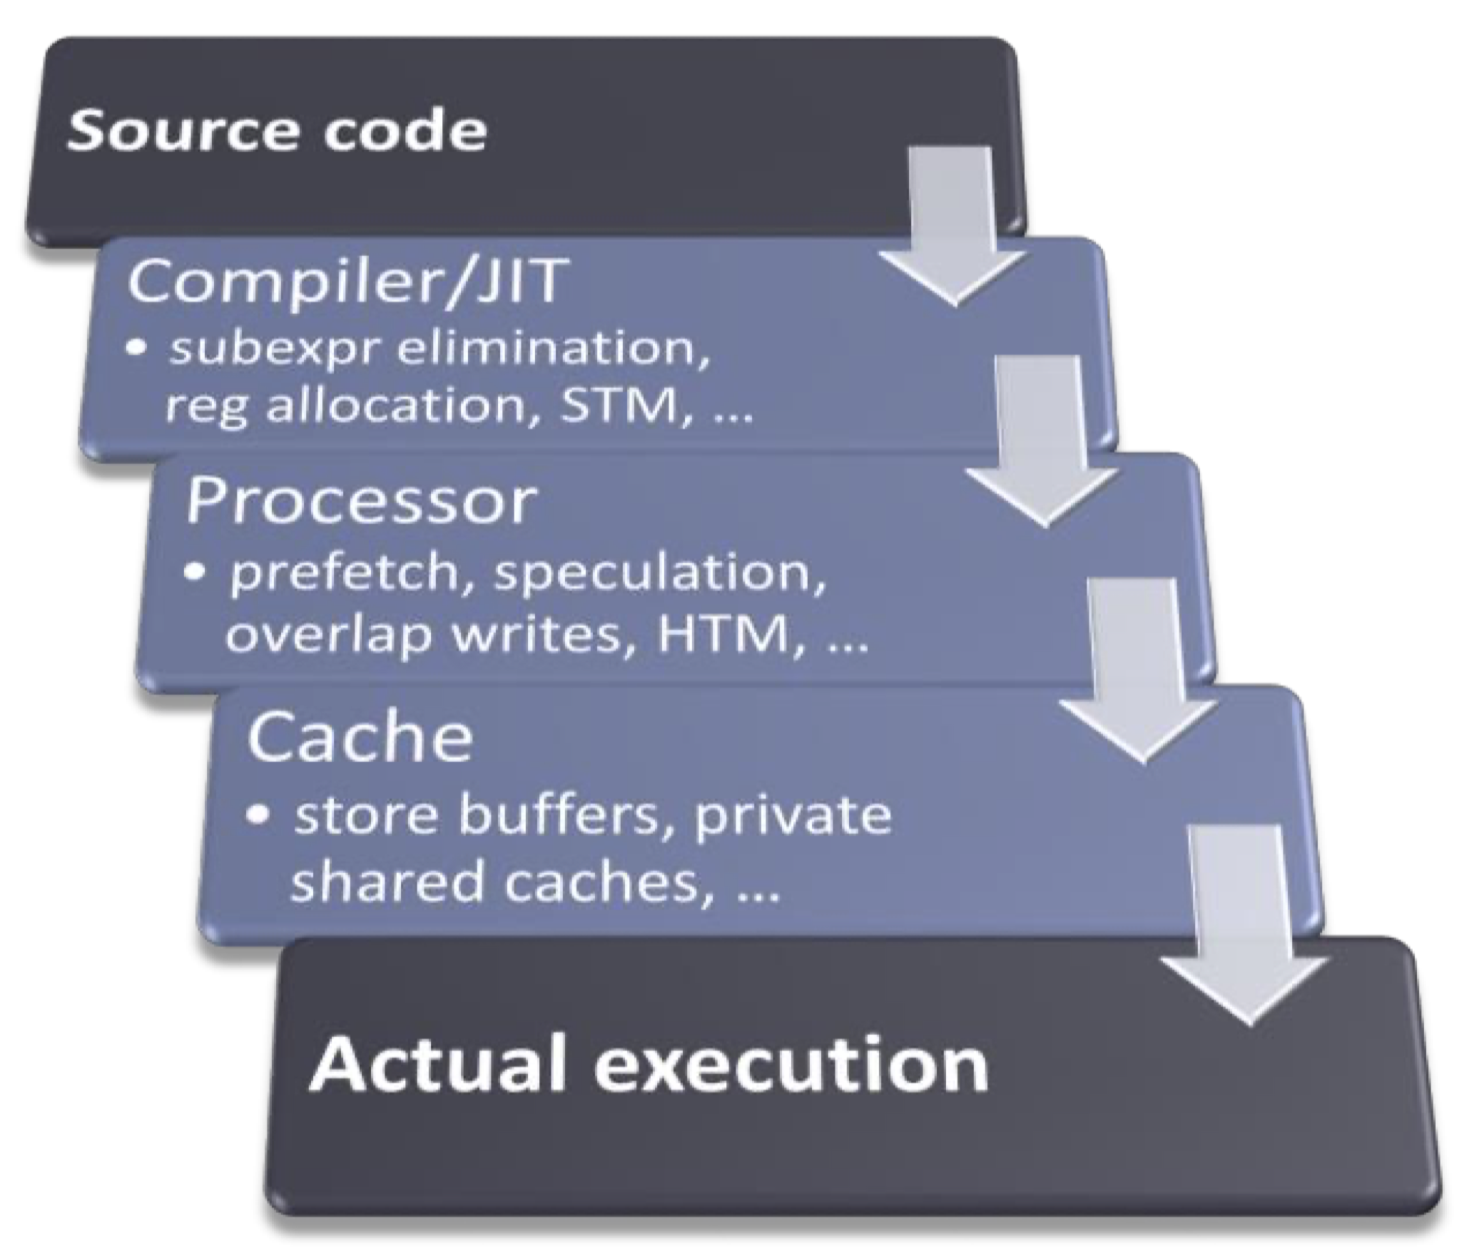 Source code
Compiler/JIT
• subexpr elimination,
reg allocation, STM, ...
Processor
• prefetch, speculation,
overlap writes, HTM, ...
Cache
• store buffers, private
shared caches, ...
Actual execution